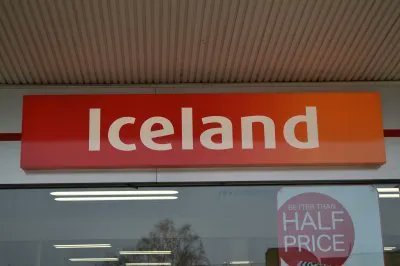 Iceland
BETTER THAN
HALF
PRICE